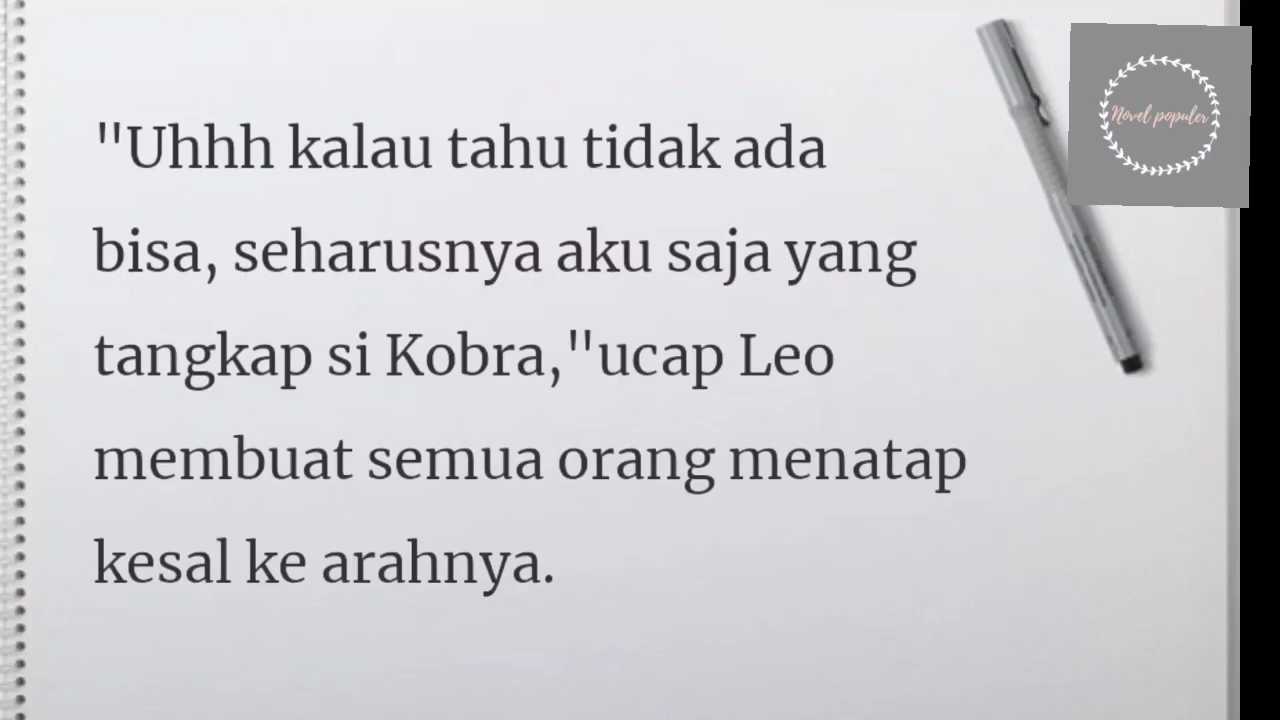 "Uhhh kalau tahu tidak ada
bisa, seharusnya aku saja yang
tangkap si Kobra,"ucap Leo
membuat semua orang menatap
kesal ke arahnya.
Novel populer